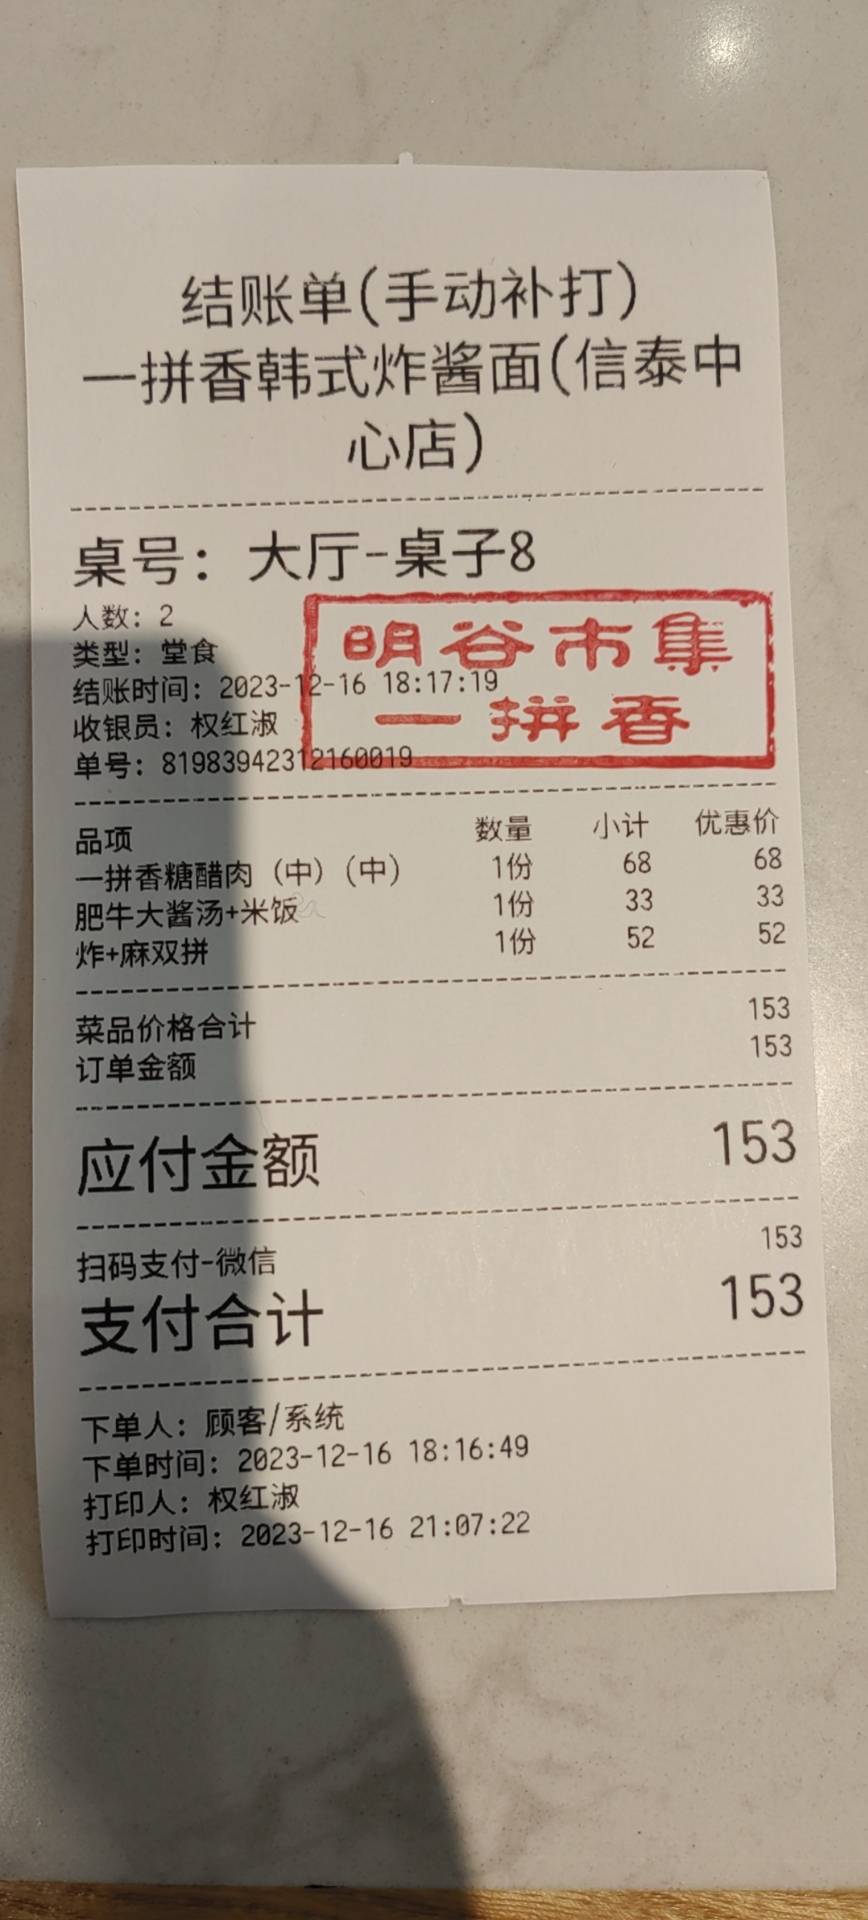 结账单(手动补打)
一拼香韩式炸酱面(信泰中
心店)
桌号: 大厅-桌子8
人数: 2
类型: 堂食
结账时间: 2023-12-16 18:17:19
收银员: 权红淑
单号: 81983942312160019
明谷市集
一拼香
品项 数量 小计 优惠价
一拼香糖醋肉 (中) (中) 1份 68 68
肥牛大酱汤+米饭 1份 33 33
炸+麻双拼 1份 52 52
菜品价格合计 153
订单金额 153
应付金额 153
扫码支付-微信 153
支付合计 153
下单人: 顾客/系统
下单时间: 2023-12-16 18:16:49
打印人: 权红淑
打印时间: 2023-12-16 21:07:22